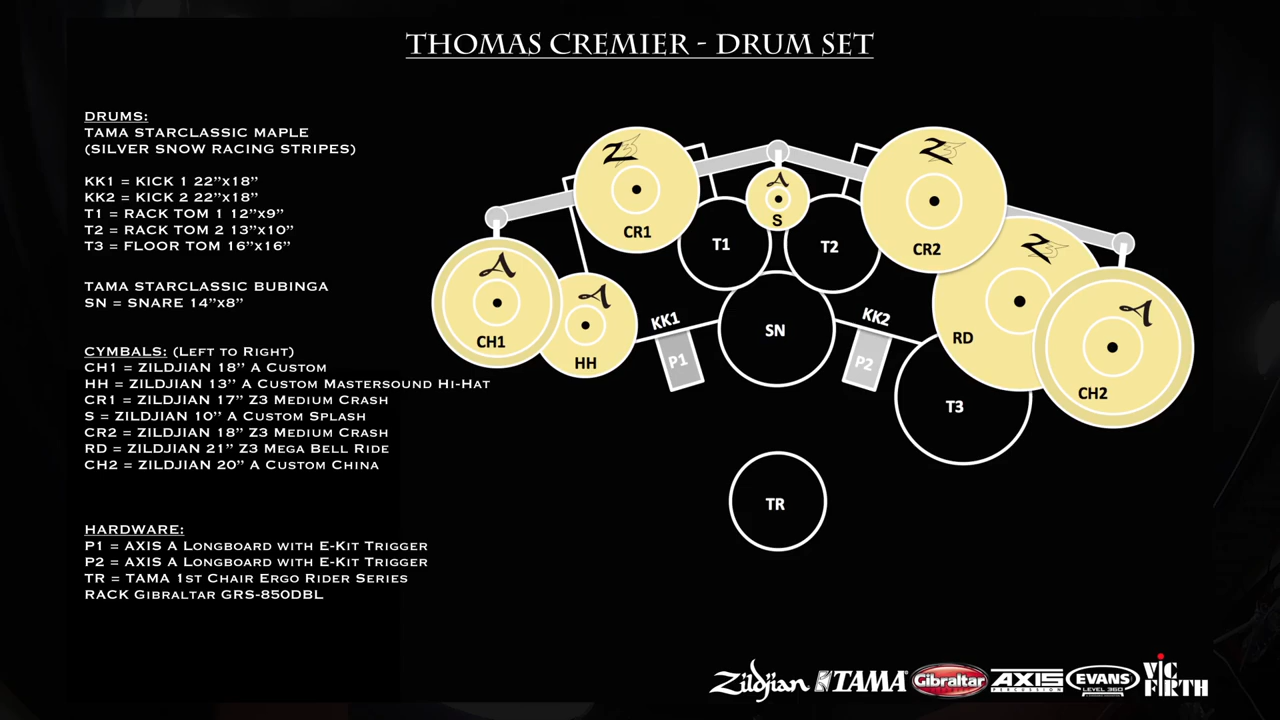 THOMAS CREMIER - DRUM SET
DRUMS:
TAMA STARCLASSIC MAPLE
(SILVER SNOW RACING STRIPES)
KK1 = KICK 1 22”x18”
KK2 = KICK 2 22”x18”
T1 = RACK TOM 1 12”x9”
T2 = RACK TOM 2 13”x10”
T3 = FLOOR TOM 16”x16”
TAMA STARCLASSIC BUBINGA
SN = SNARE 14”x8”
CYMBALS: (Left to Right)
CH1 = ZILDJIAN 18” A Custom
HH = ZILDJIAN 13” A Custom Mastersound Hi-Hat
CR1 = ZILDJIAN 17” Z3 Medium Crash
S = ZILDJIAN 10” A Custom Splash
CR2 = ZILDJIAN 18” Z3 Medium Crash
RD = ZILDJIAN 21” Z3 Mega Bell Ride
CH2 = ZILDJIAN 20” A Custom China
HARDWARE:
P1 = AXIS A Longboard with E-Kit Trigger
P2 = AXIS A Longboard with E-Kit Trigger
TR = TAMA 1st Chair Ergo Rider Series
RACK Gibraltar GRS-850DBL
Z3
A
Z3
CR1
S
T1
T2
CR2
Z3
A
A
A
CH1
HH
KK1
KK2
SN
RD
P1
P2
CH2
T3
TR
Zildjian TAMA Gibraltar AXIS PERCUSSION EVANS LEVEL 360 VIC FIRTH